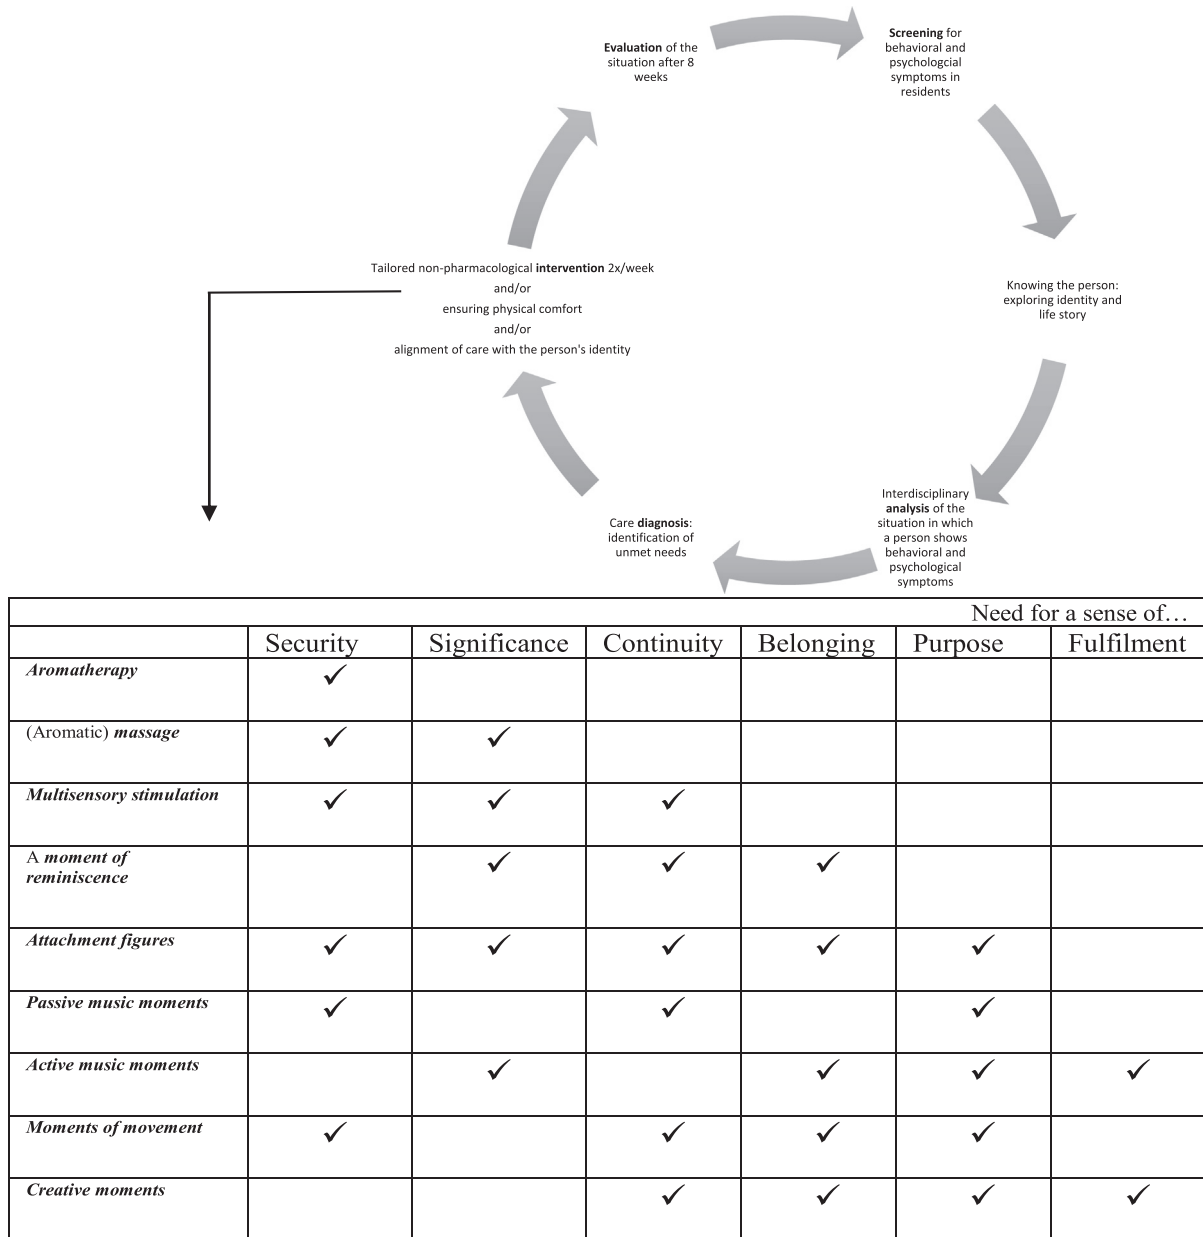 Evaluation of the
situation after 8
weeks
Screening for
behavioral and
psychologcial
symptoms in
residents
Knowing the person:
exploring identity and
life story
Interdisciplinary
analysis of the
situation in which
a person shows
behavioral and
psychological
symptoms
Care diagnosis:
identification of
unmet needs
Tailored non-pharmacological intervention 2x/week
and/or
ensuring physical comfort
and/or
alignment of care with the person's identity
Need for a sense of…
Security Significance Continuity Belonging Purpose Fulfilment
Aromatherapy ✓
(Aromatic) massage ✓ ✓
Multisensory stimulation ✓ ✓ ✓
A moment of
reminiscence ✓ ✓ ✓
Attachment figures ✓ ✓ ✓ ✓ ✓
Passive music moments ✓ ✓ ✓
Active music moments ✓ ✓ ✓ ✓
Moments of movement ✓ ✓ ✓ ✓
Creative moments ✓ ✓ ✓ ✓